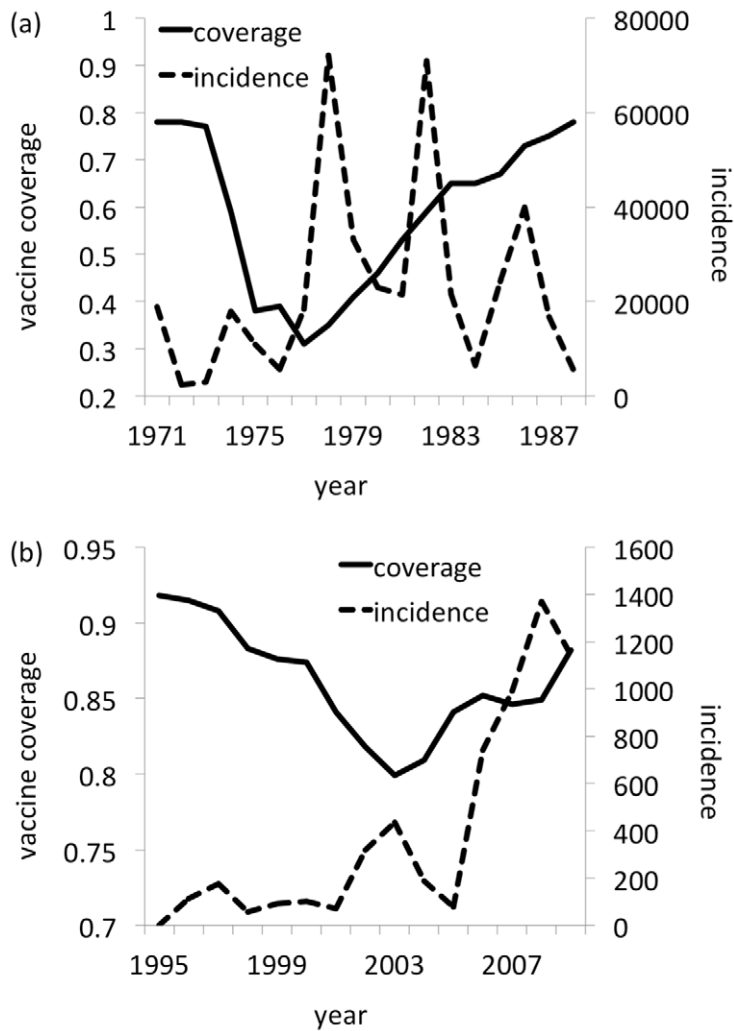 (a)
coverage
incidence
1
0.9
0.8
0.7
0.6
0.5
0.4
0.3
0.2
vaccine coverage
80000
60000
40000
20000
0
incidence
1971 1975 1979 1983 1987
year
(b)
coverage
incidence
0.95
0.9
0.85
0.8
0.75
0.7
vaccine coverage
1600
1400
1200
1000
800
600
400
200
0
incidence
1995 1999 2003 2007
year